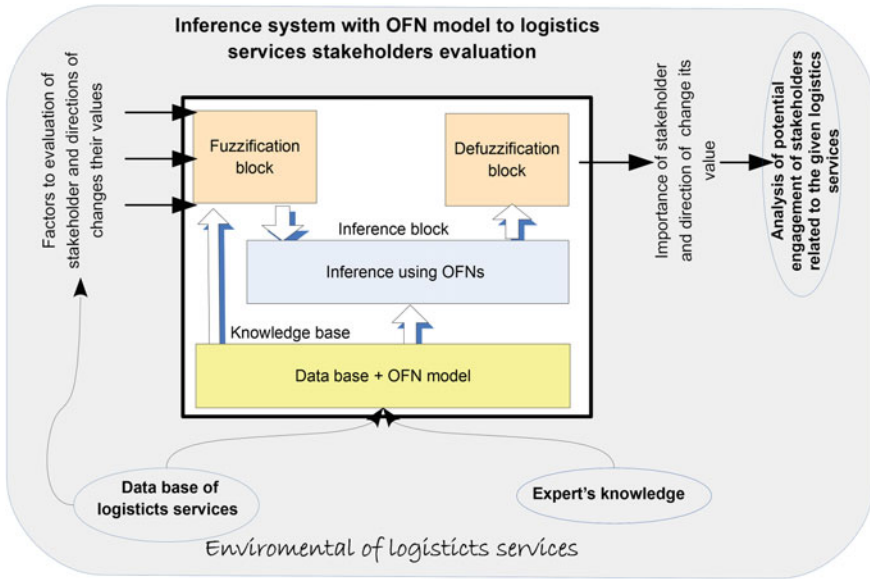 Inference system with OFN model to logistics
services stakeholders evaluation
Factors to evaluation of
stakeholder and directions of
changes their values
Fuzzification
block
Defuzzification
block
Inference block
Inference using OFNs
Knowledge base
Data base + OFN model
Importance of stakeholder
and direction of change its
value
Analysis of potential
engagement of stakeholders
related to the given logistics
services
Data base of
logisticts services
Expert's knowledge
Enviromental of logisticts services